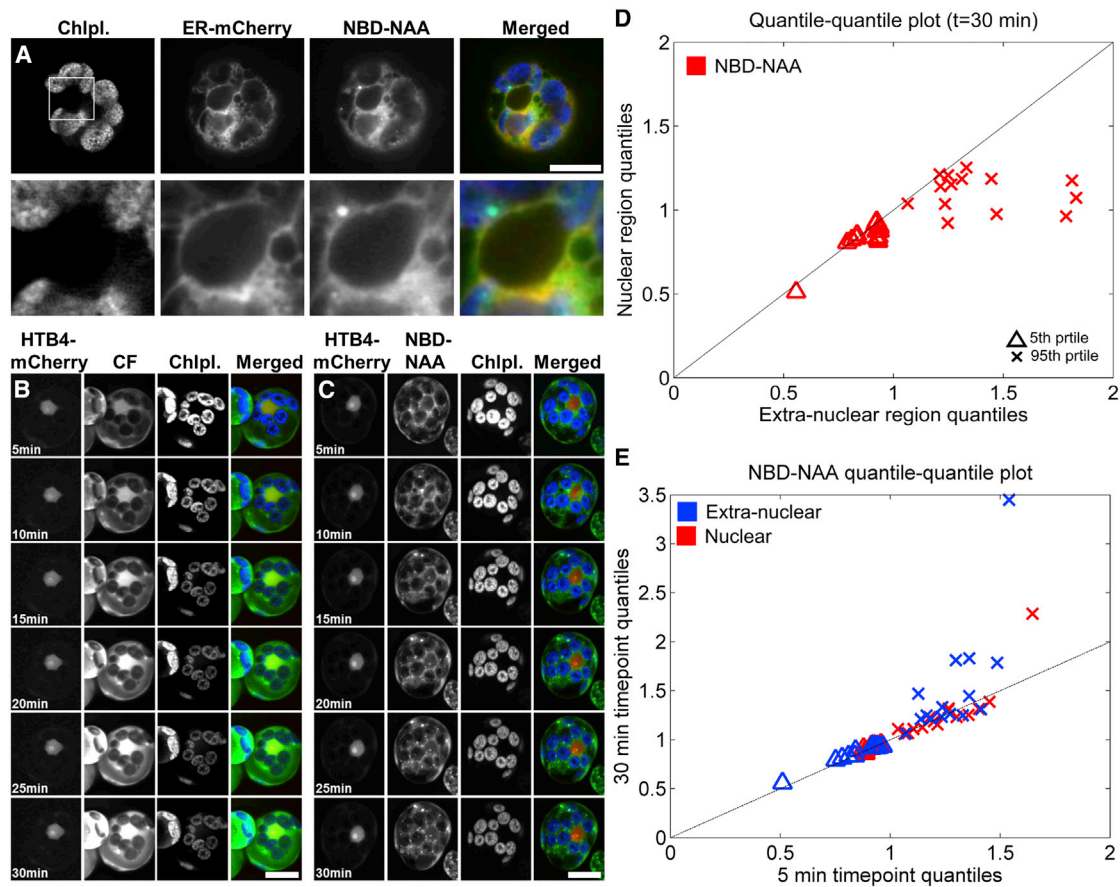 A
Chlpl. ER-mCherry NBD-NAA Merged
B
HTB4-
mCherry CF Chlpl. Merged
5min
10min
15min
20min
25min
30min
C
HTB4- NBD-
mCherry NAA Chlpl. Merged
5min
10min
15min
20min
25min
30min
D
Quantile-quantile plot (t=30 min)
NBD-NAA
5th prtile
95th prtile
Nuclear region quantiles
2
1.5
1
0.5
0
0 0.5 1 1.5 2
Extra-nuclear region quantiles
E
NBD-NAA quantile-quantile plot
Extra-nuclear
Nuclear
30 min timepoint quantiles
3.5
3
2.5
2
1.5
1
0.5
0
0 0.5 1 1.5 2
5 min timepoint quantiles